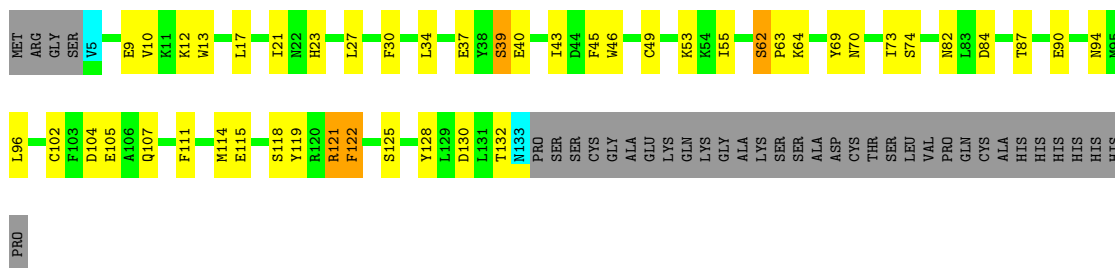 MET ARG GLY SER V5 E9 V10 K11 K12 W13 L17 I21 N22 H23 L27 F30 L34 E37 Y38 S39 E40 I43 D44 F45 W46 C49 K53 K54 I55 S62 P63 K64 Y69 N70 I73 S74 N82 L83 D84 T87 E90 N94 M95
L96 C102 F103 D104 E105 A106 Q107 F111 M114 E115 S118 Y119 R120 R121 F122 S125 Y128 L129 D130 L131 T132 N133 PRO SER SER CYS GLY ALA GLU LYS GLN LYS GLY ALA LYS SER SER ALA ASP CYS THR SER LEU VAL PRO GLN CYS ALA HIS HIS HIS HIS HIS HIS
PRO